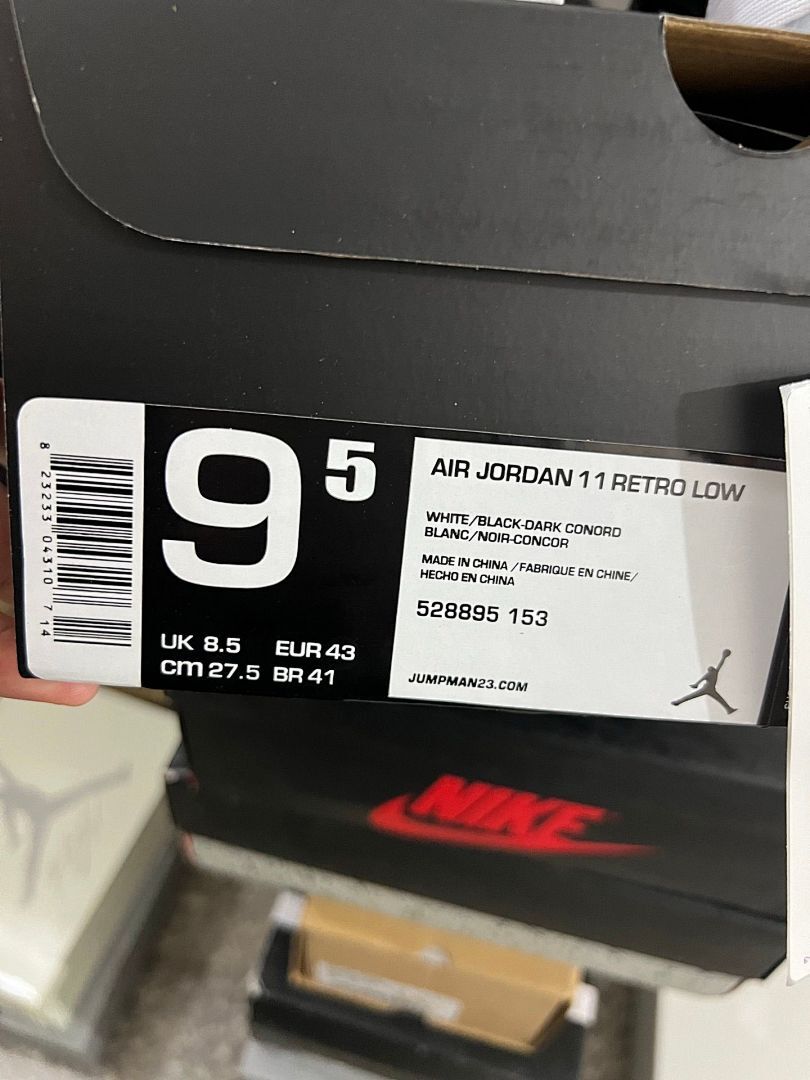 8 23233 04310 7 14
9 5
UK 8.5 EUR 43
cm 27.5 BR 41
AIR JORDAN 11 RETRO LOW
WHITE/BLACK-DARK CONORD
BLANC/NOIR-CONCOR
MADE IN CHINA /FABRIQUE EN CHINE/
HECHO EN CHINA
528895 153
JUMPMAN23.COM
NIKE